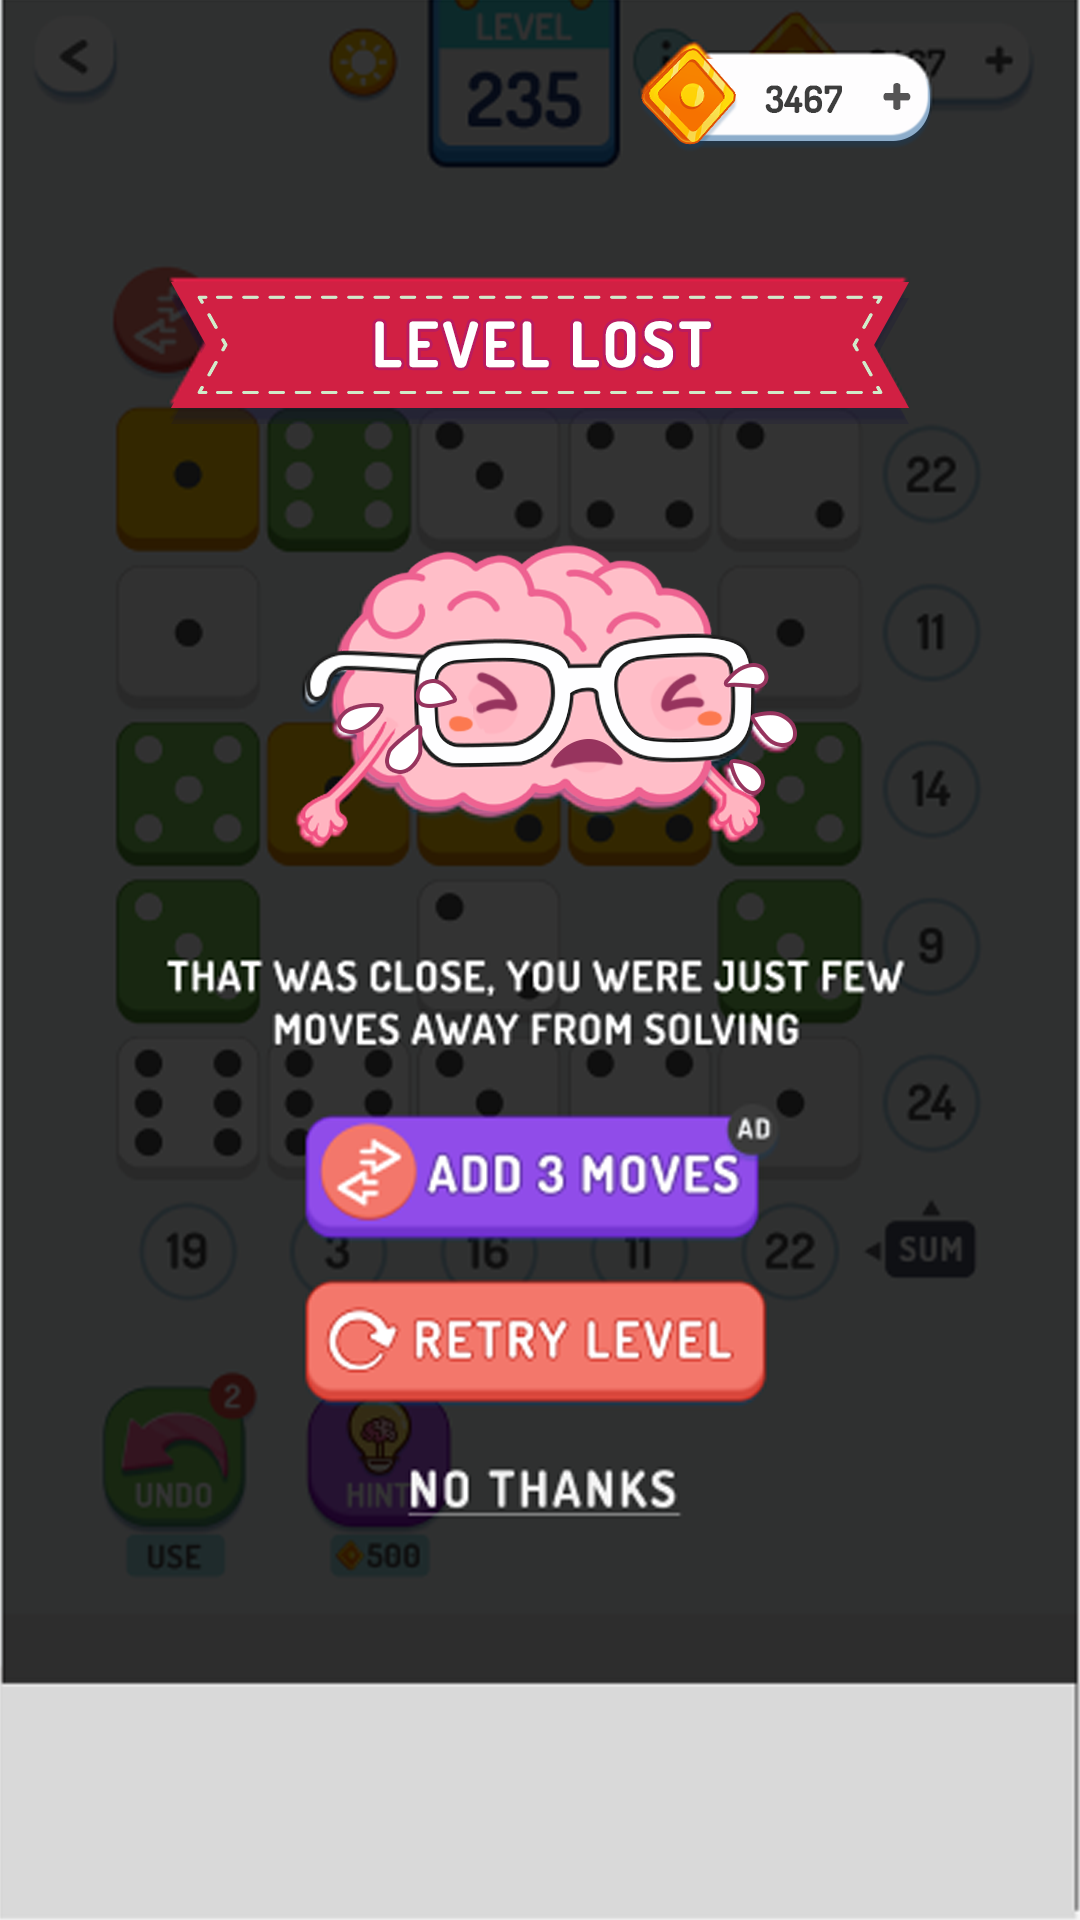 LEVEL
235
3467
LEVEL LOST
22
11
14
9
THAT WAS CLOSE, YOU WERE JUST FEW
MOVES AWAY FROM SOLVING
24
AD
ADD 3 MOVES
19 3 16 11 22 SUM
RETRY LEVEL
2
UNDO HINT
NO THANKS
USE 500